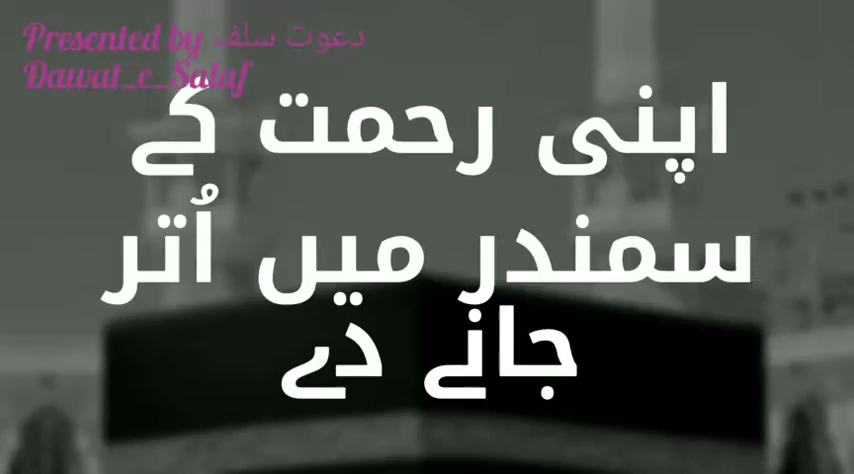 Presented by دعوتِ سلف
Dawat_e_Salaf
اپنی رحمت کے
سمندر میں اُتر
جانے دے